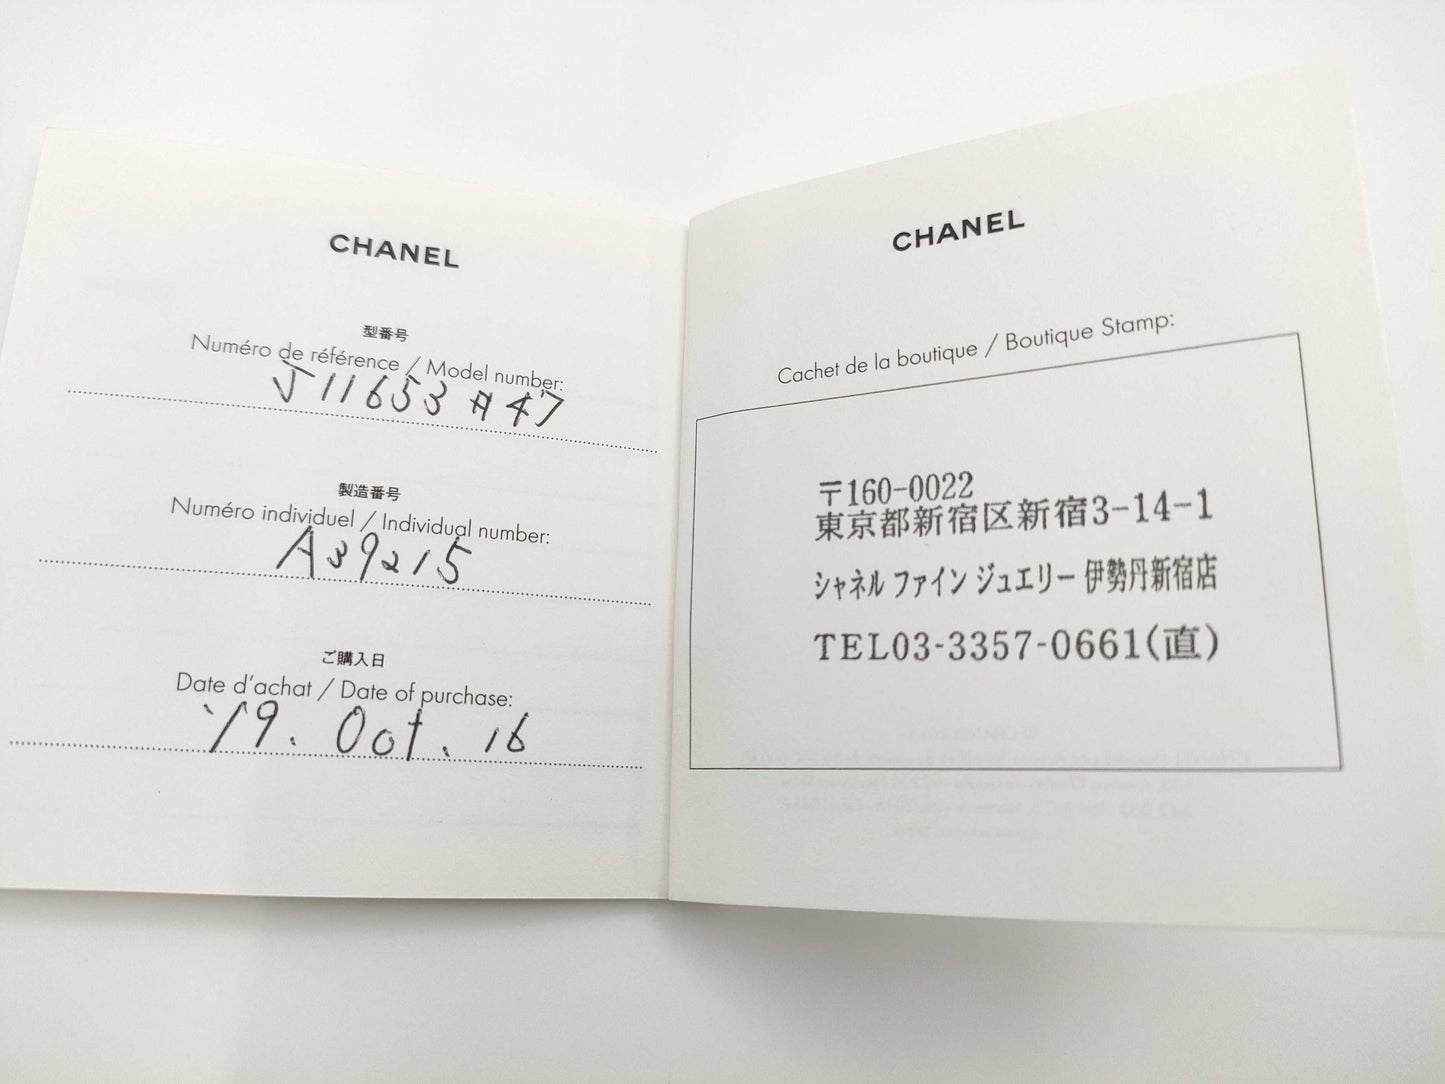 CHANEL
型番号
Numéro de référence / Model number:
J11653 #47
製造番号
Numéro individuel / Individual number:
A39215
ご購入日
Date d'achat / Date of purchase:
'19. Oct. 16
CHANEL
Cachet de la boutique / Boutique Stamp:
〒160-0022
東京都新宿区新宿3-14-1
シャネル ファイン ジュエリー 伊勢丹新宿店
TEL03-3357-0661(直)